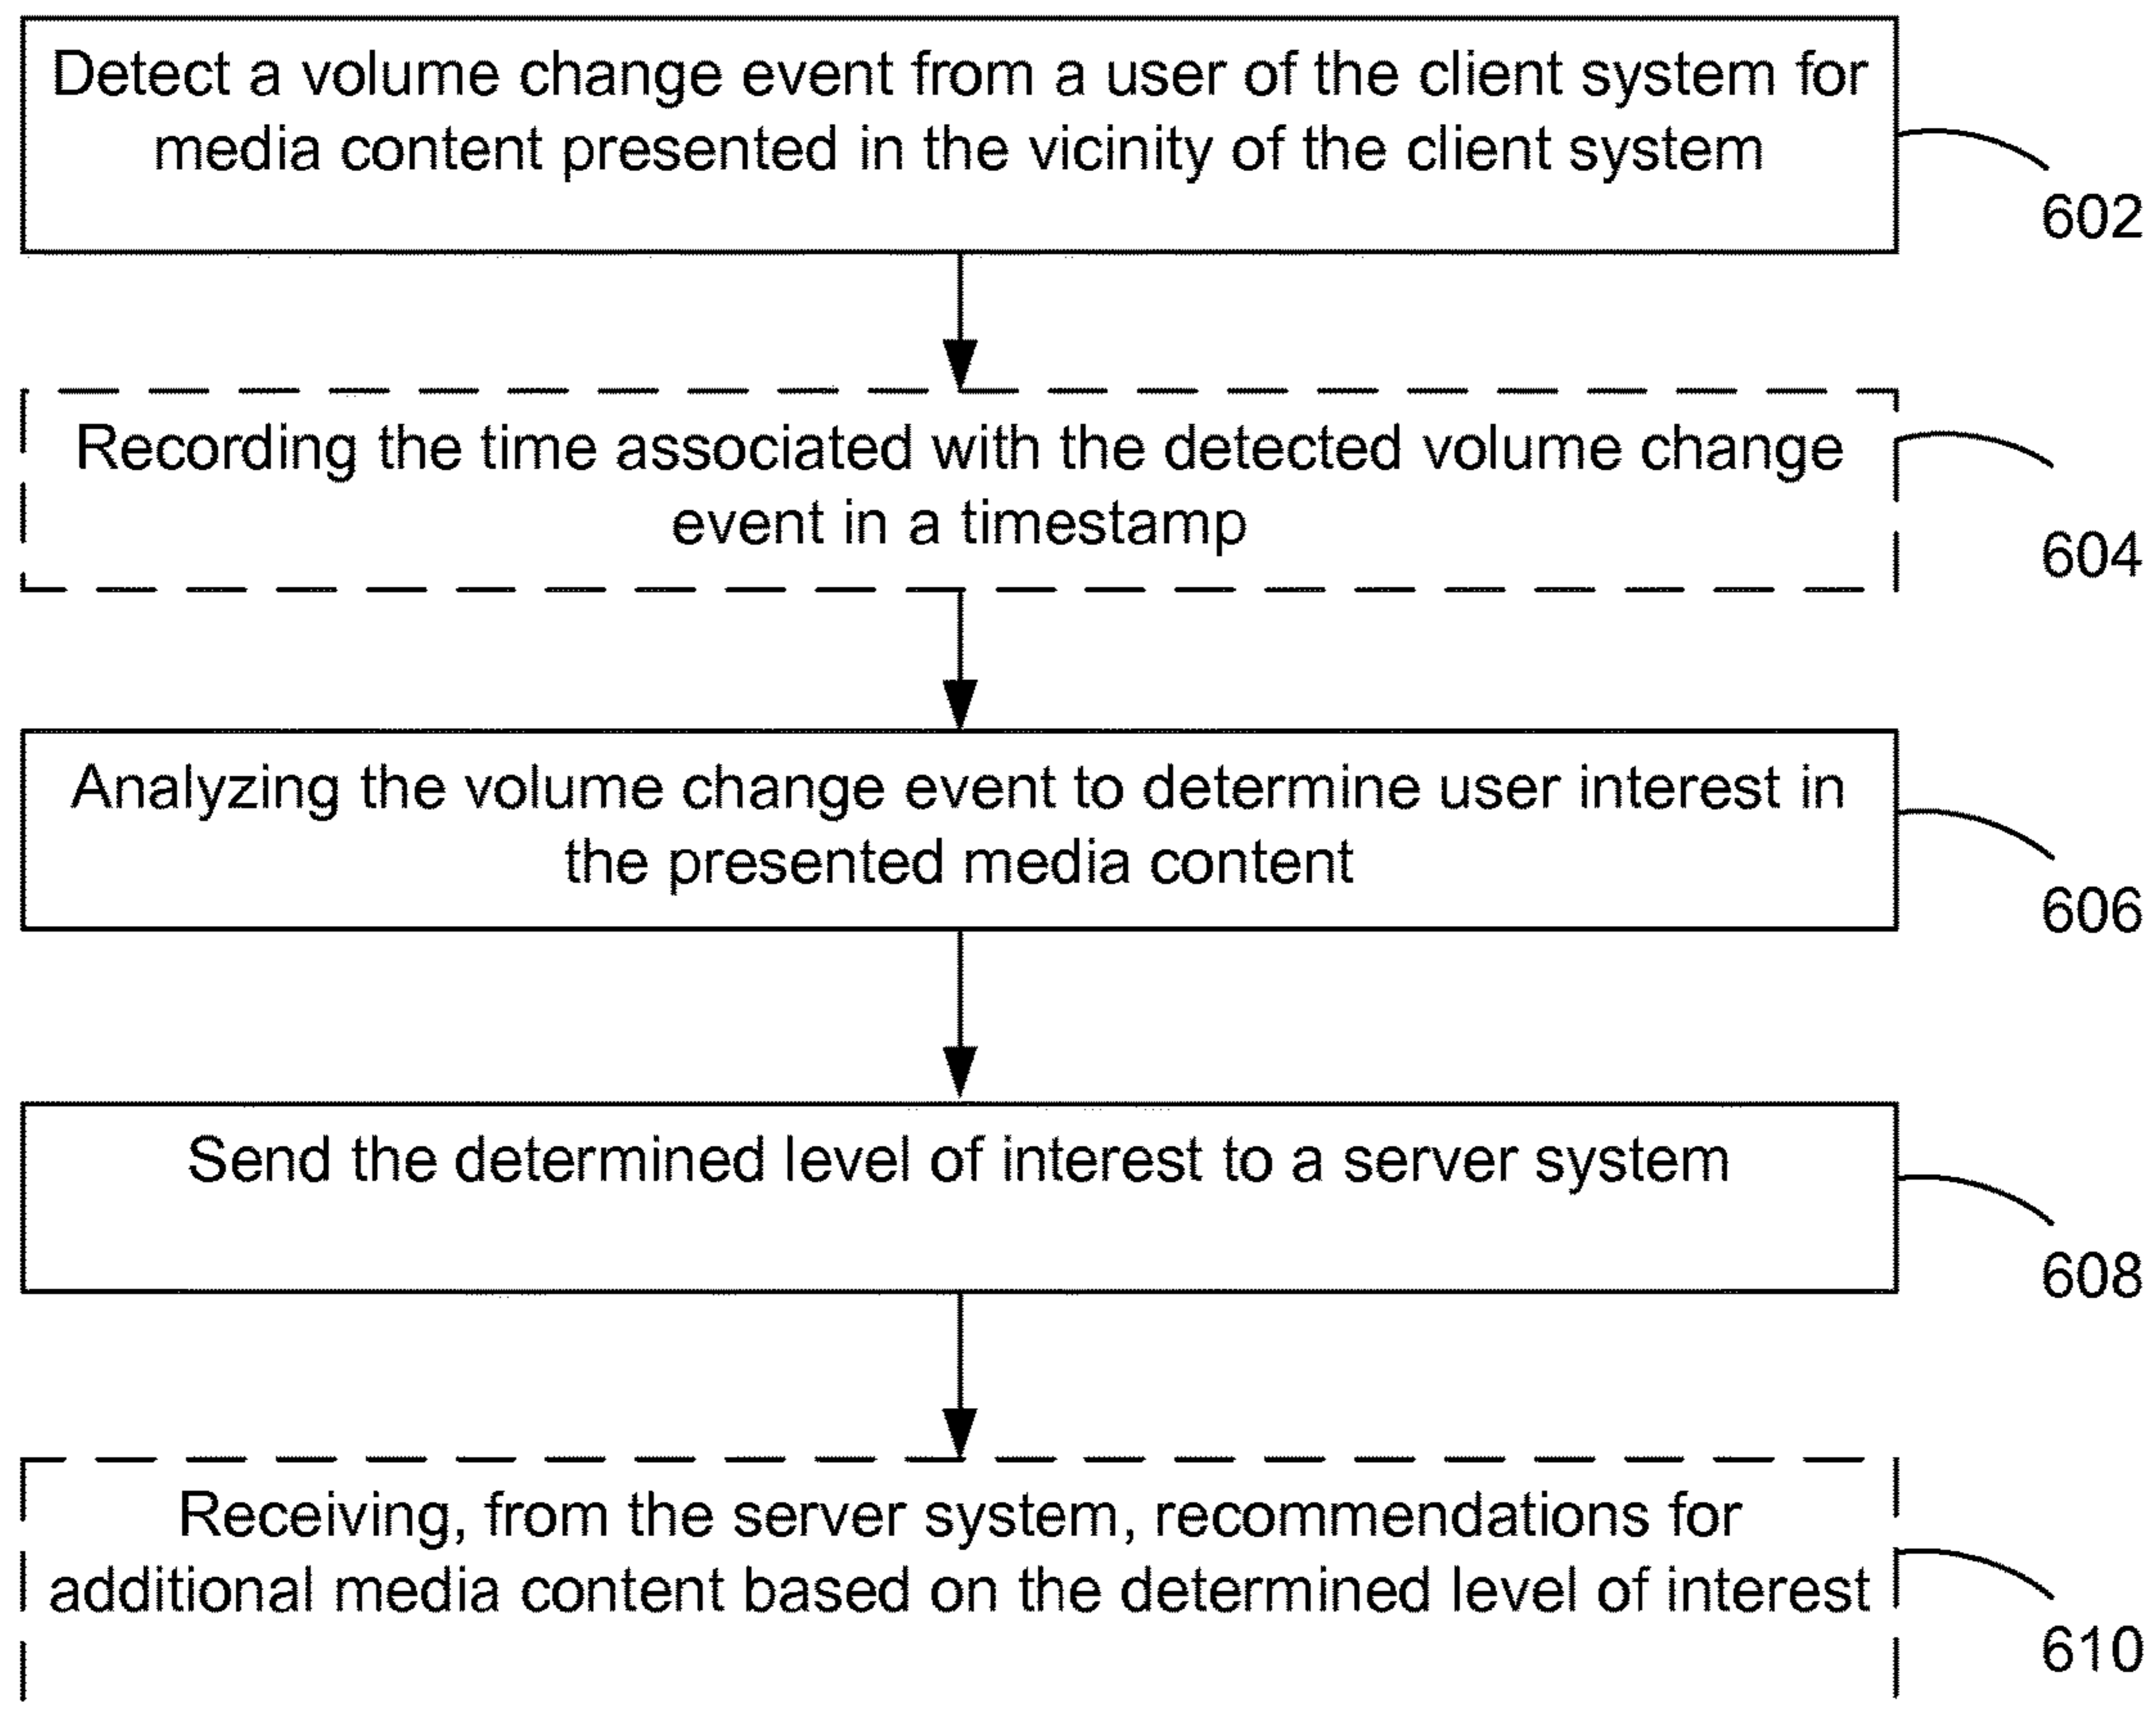 Detect a volume change event from a user of the client system for
media content presented in the vicinity of the client system
602
Recording the time associated with the detected volume change
event in a timestamp
604
Analyzing the volume change event to determine user interest in
the presented media content
606
Send the determined level of interest to a server system
608
Receiving, from the server system, recommendations for
additional media content based on the determined level of interest
610